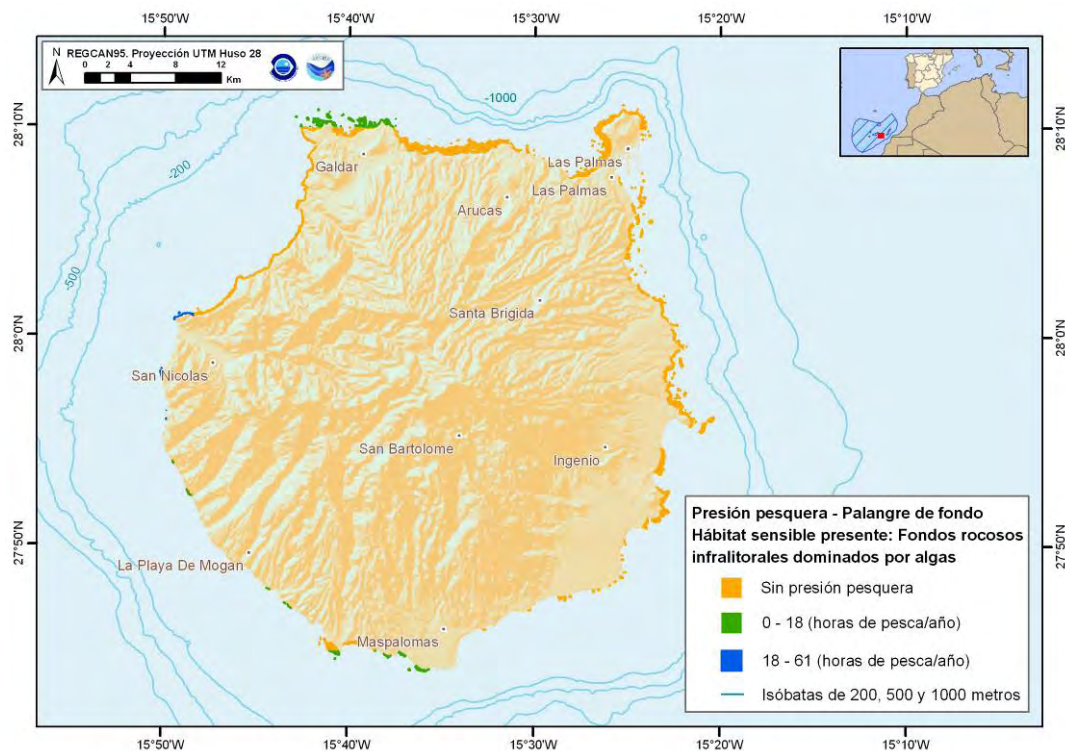 15°50'W 15°40'W 15°30'W 15°20'W 15°10'W
N REGCAN95. Proyección UTM Huso 28
0 2 4 8 12
Km
-1000
28°10'N 28°10'N
Galdar
Las Palmas
-200
Las Palmas
Arucas
-500
Santa Brigida
28°0'N 28°0'N
San Nicolas
San Bartolome
Ingenio
Presión pesquera - Palangre de fondo
Hábitat sensible presente: Fondos rocosos
infralitorales dominados por algas
Sin presión pesquera
0 - 18 (horas de pesca/año)
18 - 61 (horas de pesca/año)
Isóbatas de 200, 500 y 1000 metros
27°50'N 27°50'N
La Playa De Mogan
Maspalomas
15°50'W 15°40'W 15°30'W 15°20'W 15°10'W